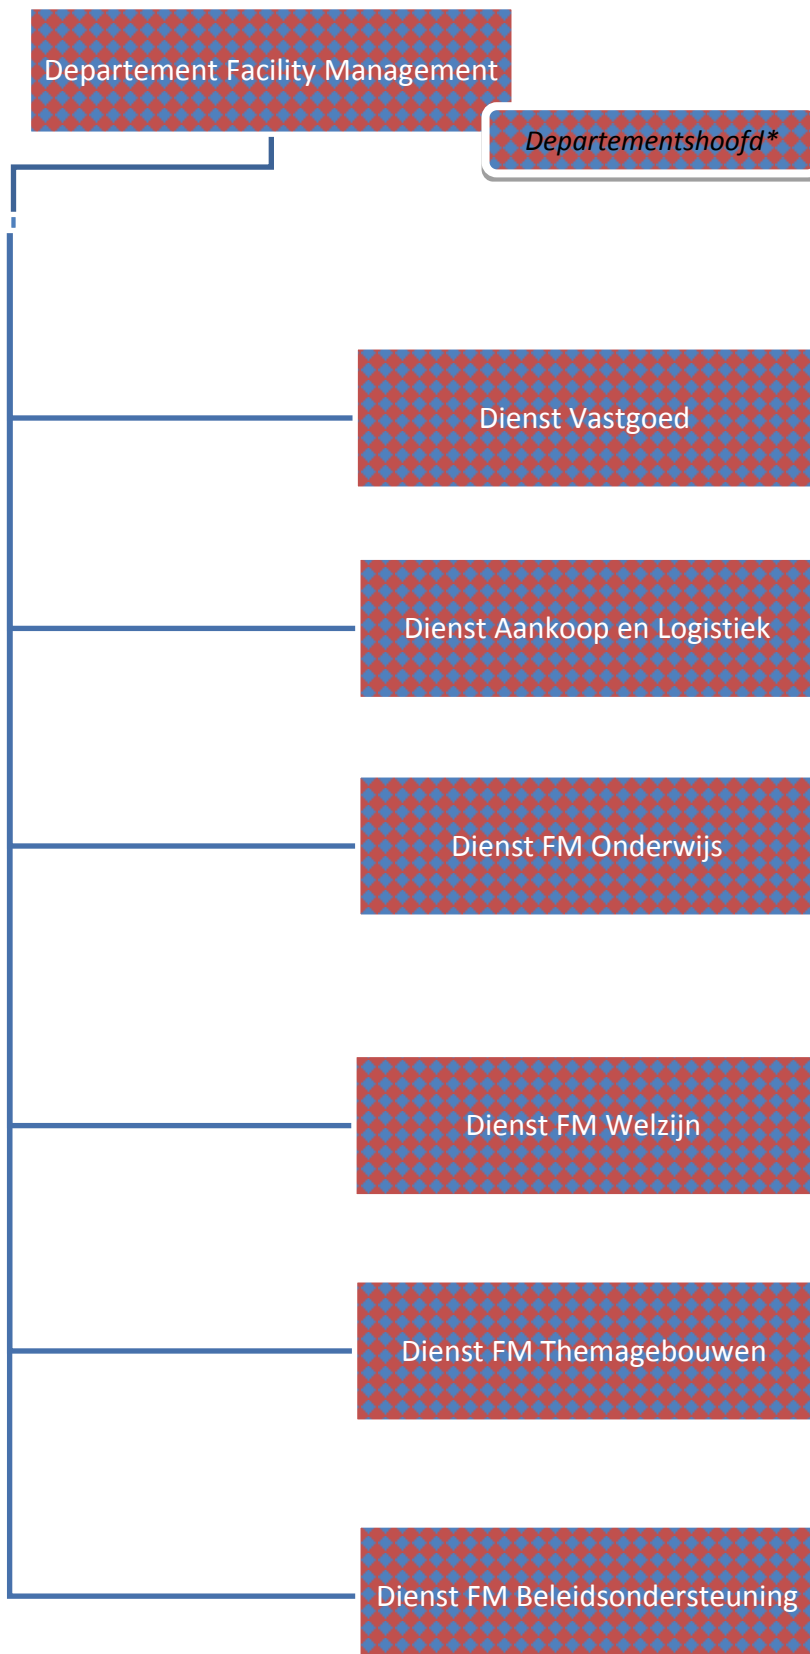 Departement Facility Management
Departementshoofd*
Dienst Vastgoed
Dienst Aankoop en Logistiek
Dienst FM Onderwijs
Dienst FM Welzijn
Dienst FM Themagebouwen
Dienst FM Beleidsondersteuning